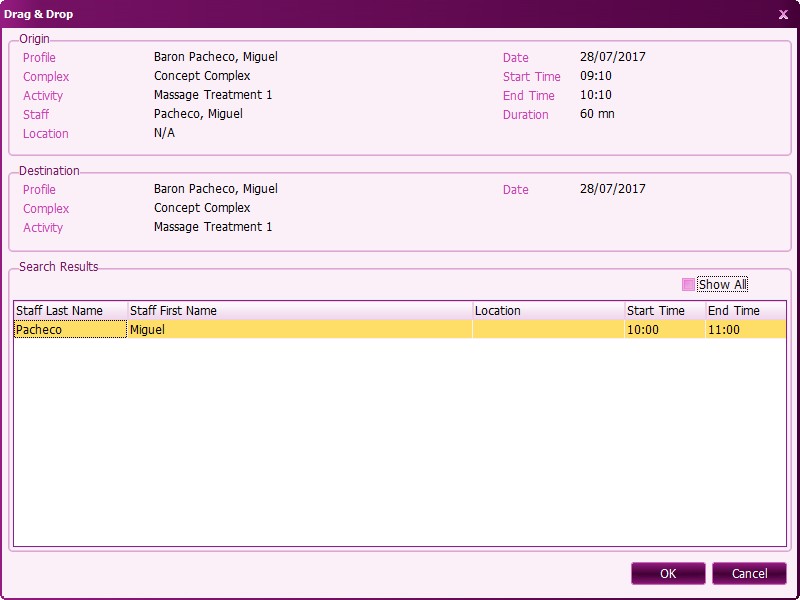 Drag & Drop
Origin
Profile Baron Pacheco, Miguel Date 28/07/2017
Complex Concept Complex Start Time 09:10
Activity Massage Treatment 1 End Time 10:10
Staff Pacheco, Miguel Duration 60 mn
Location N/A
Destination
Profile Baron Pacheco, Miguel Date 28/07/2017
Complex Concept Complex
Activity Massage Treatment 1
Search Results
Show All
Staff Last Name Staff First Name Location Start Time End Time
Pacheco Miguel 10:00 11:00
OK Cancel